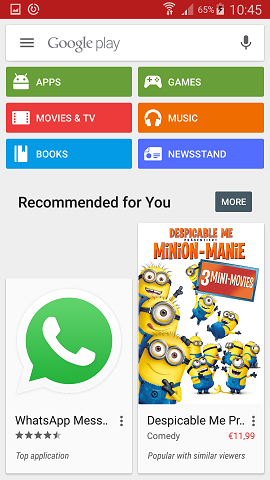 65% 10:45
Google play
APPS GAMES
MOVIES & TV MUSIC
BOOKS NEWSSTAND
Recommended for You MORE
DESPICABLE ME
PRÄSENTIERT
MINION-MANIE
3 MINI-MOVIES
WhatsApp Mess..
Top application
Despicable Me Pr..
Comedy €11,99
Popular with similar viewers